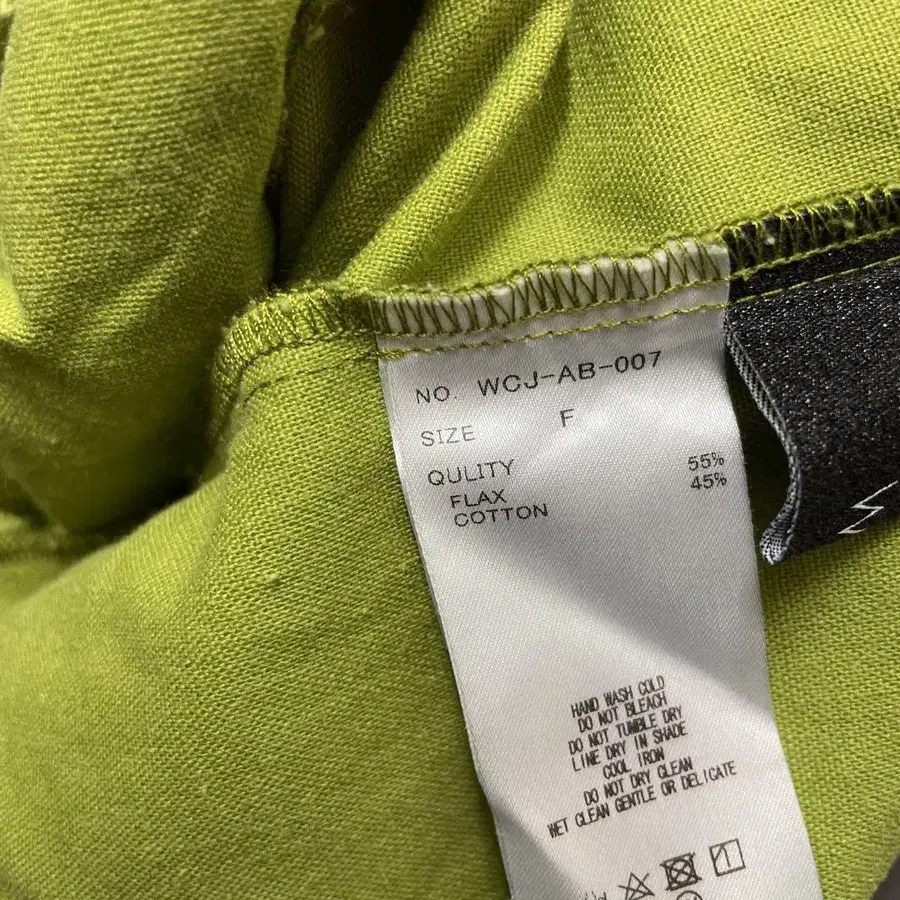 NO. WCJ-AB-007
SIZE F
QULITY
FLAX 55%
COTTON 45%
HAND WASH COLD
DO NOT BLEACH
DO NOT TUMBLE DRY
LINE DRY IN SHADE
COOL IRON
DO NOT DRY CLEAN
WET CLEAN GENTLE OR DELICATE